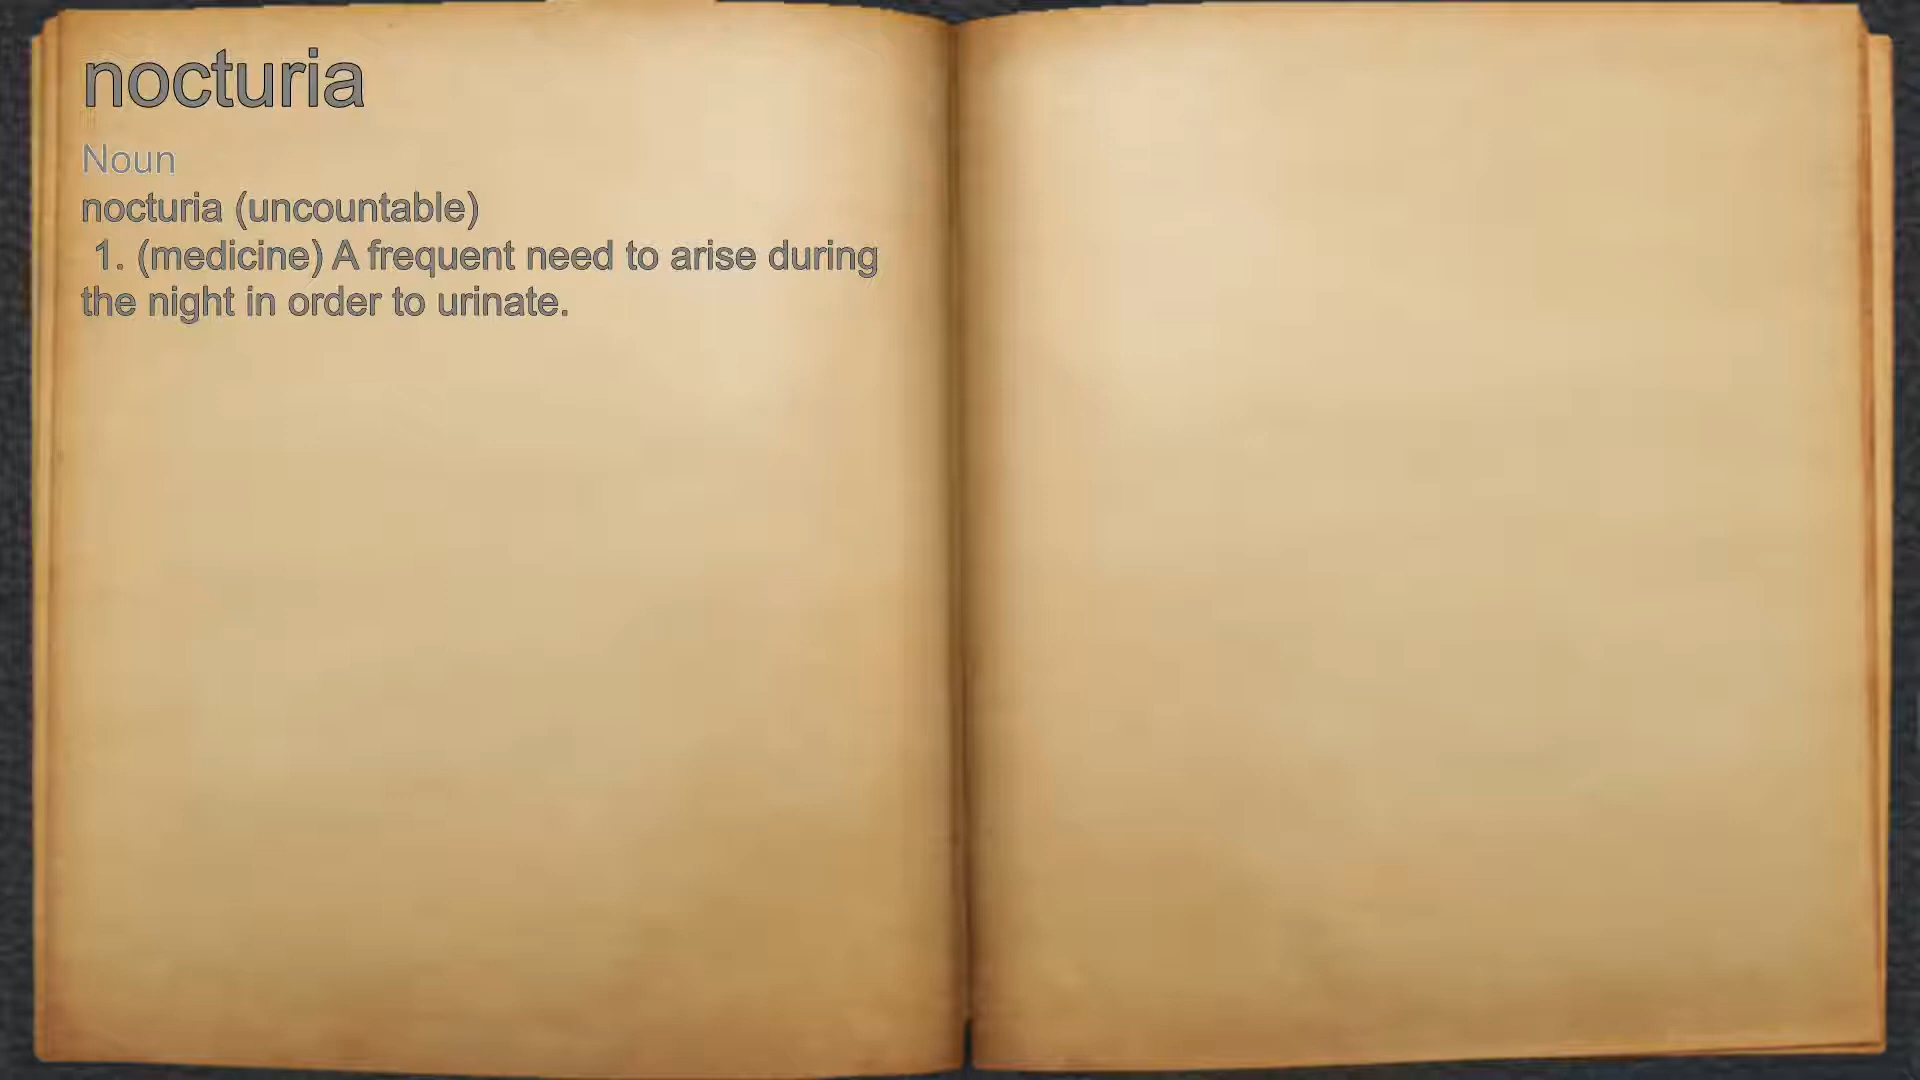 nocturia
Noun
nocturia (uncountable)
1. (medicine) A frequent need to arise during
the night in order to urinate.